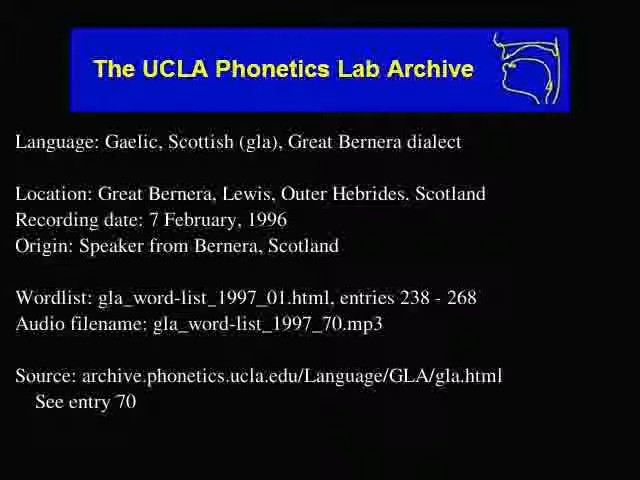 The UCLA Phonetics Lab Archive
Language: Gaelic, Scottish (gla), Great Bernera dialect
Location: Great Bernera, Lewis, Outer Hebrides. Scotland
Recording date: 7 February, 1996
Origin: Speaker from Bernera, Scotland
Wordlist: gla_word-list_1997_01.html, entries 238 - 268
Audio filename: gla_word-list_1997_70.mp3
Source: archive.phonetics.ucla.edu/Language/GLA/gla.html
See entry 70